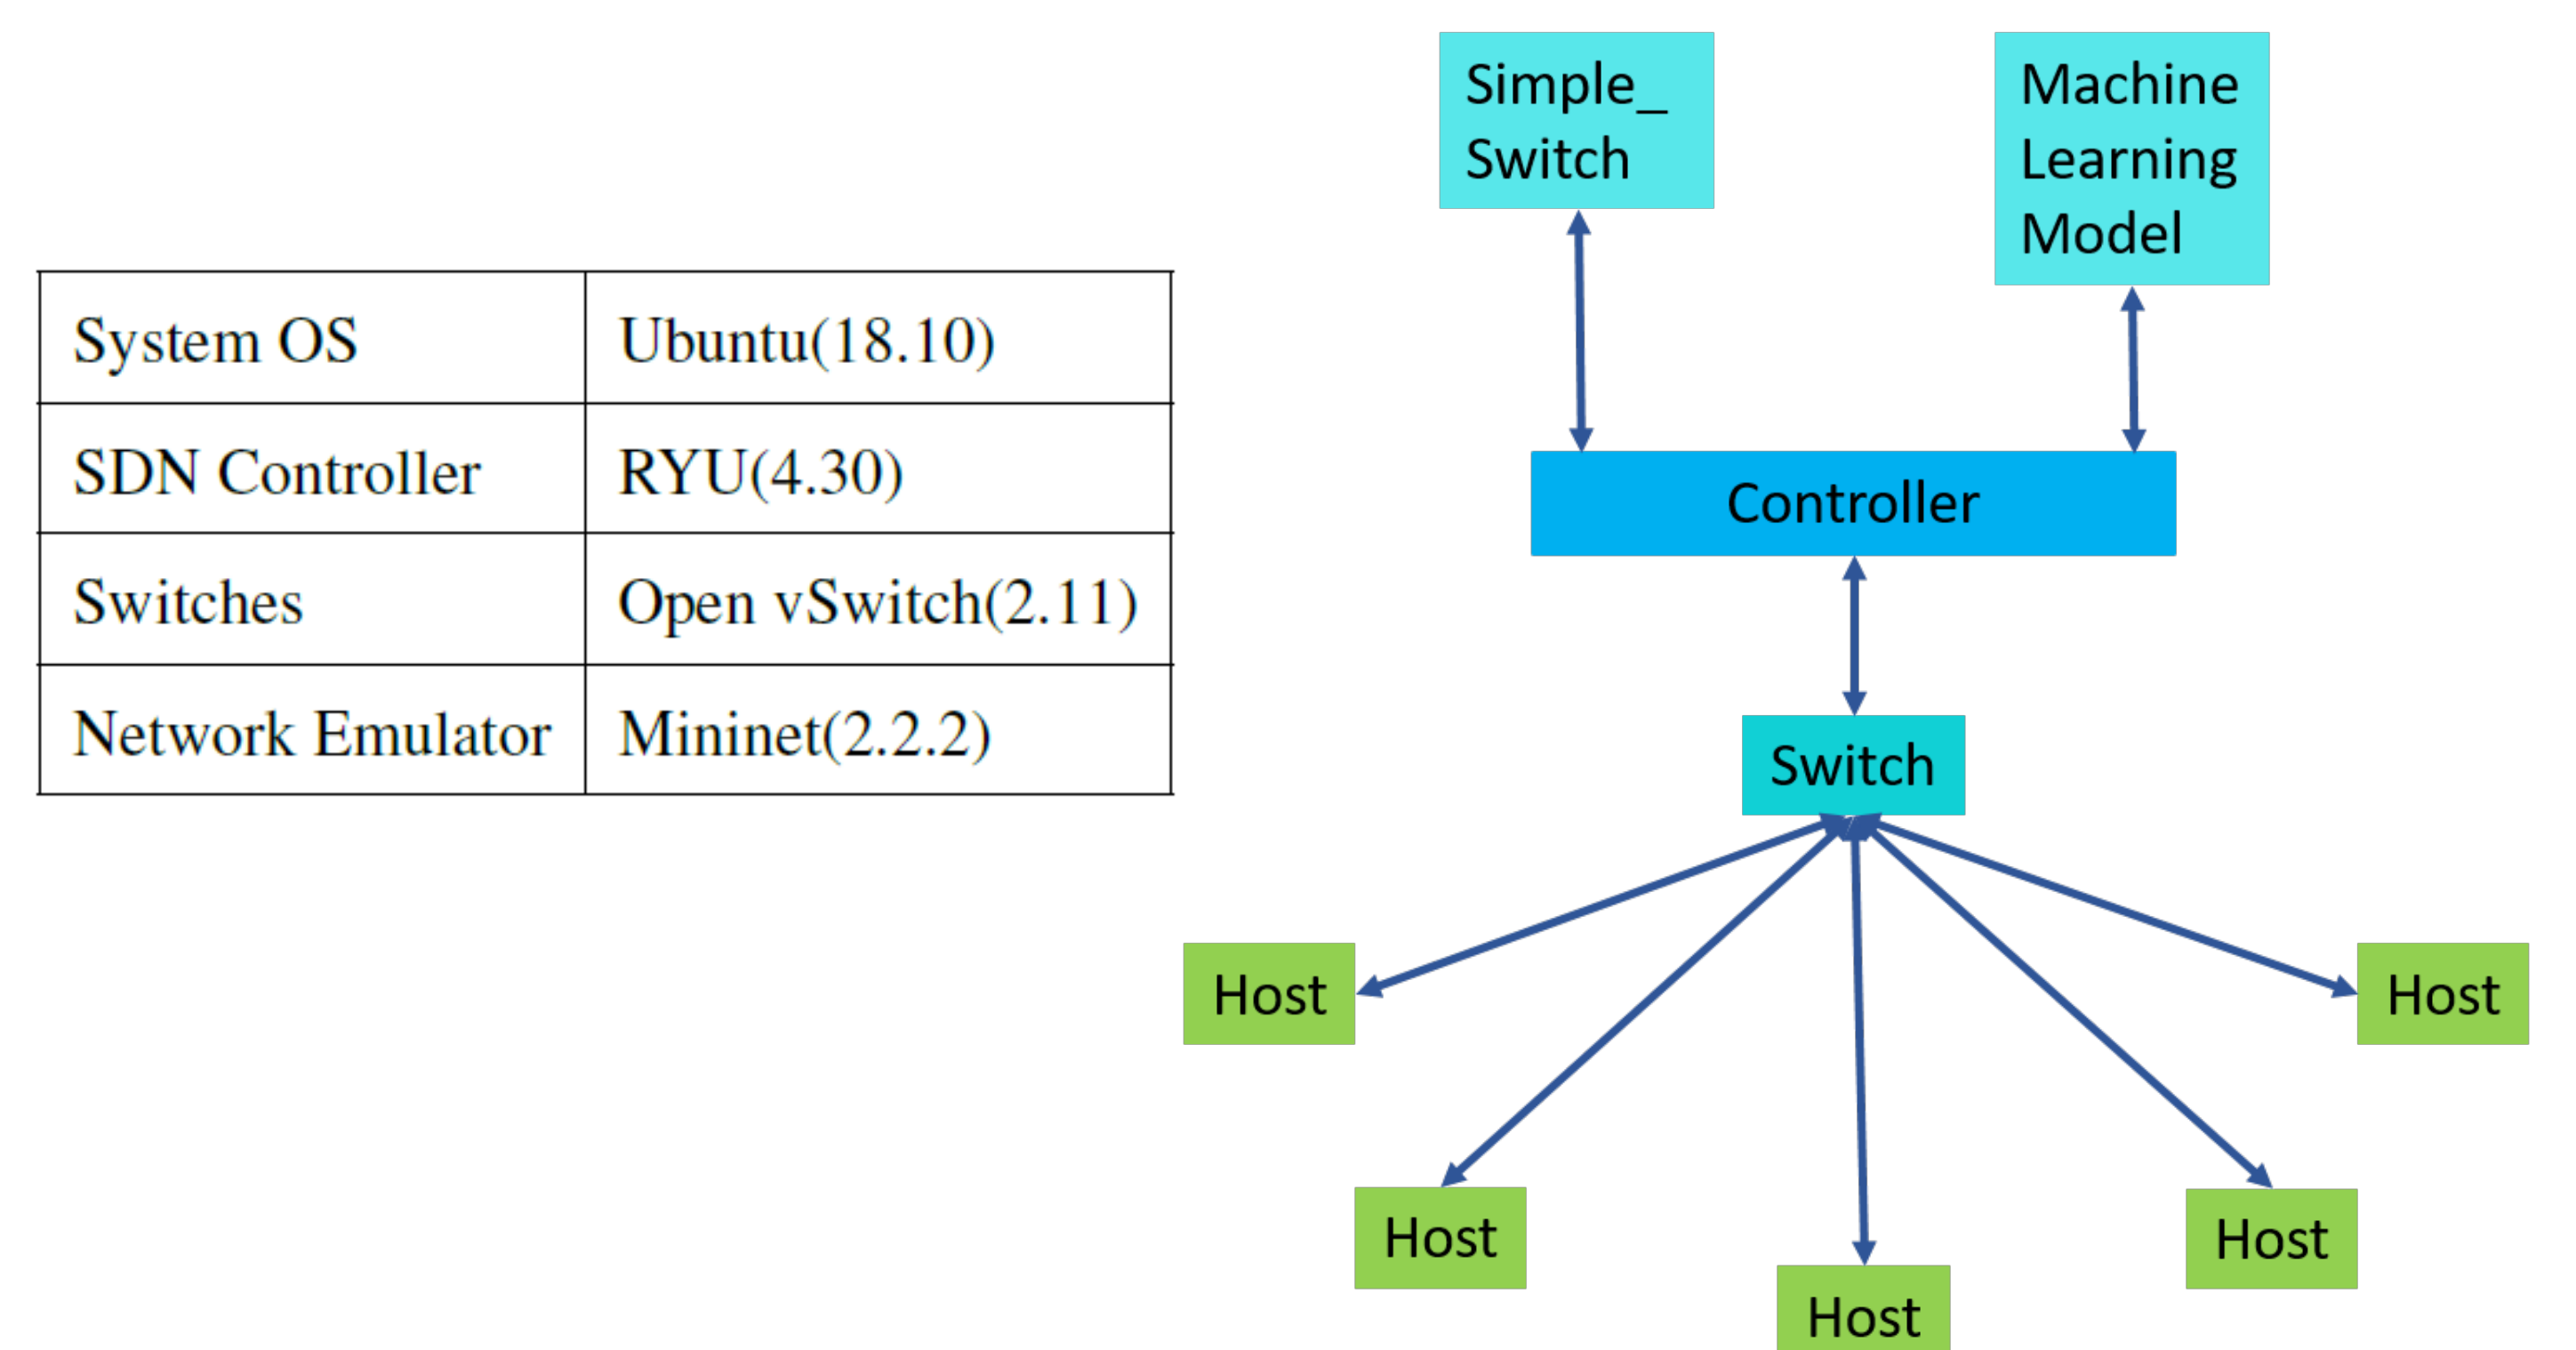 System OS Ubuntu(18.10)
SDN Controller RYU(4.30)
Switches Open vSwitch(2.11)
Network Emulator Mininet(2.2.2)
Simple_
Switch
Machine
Learning
Model
Controller
Switch
Host
Host
Host
Host
Host